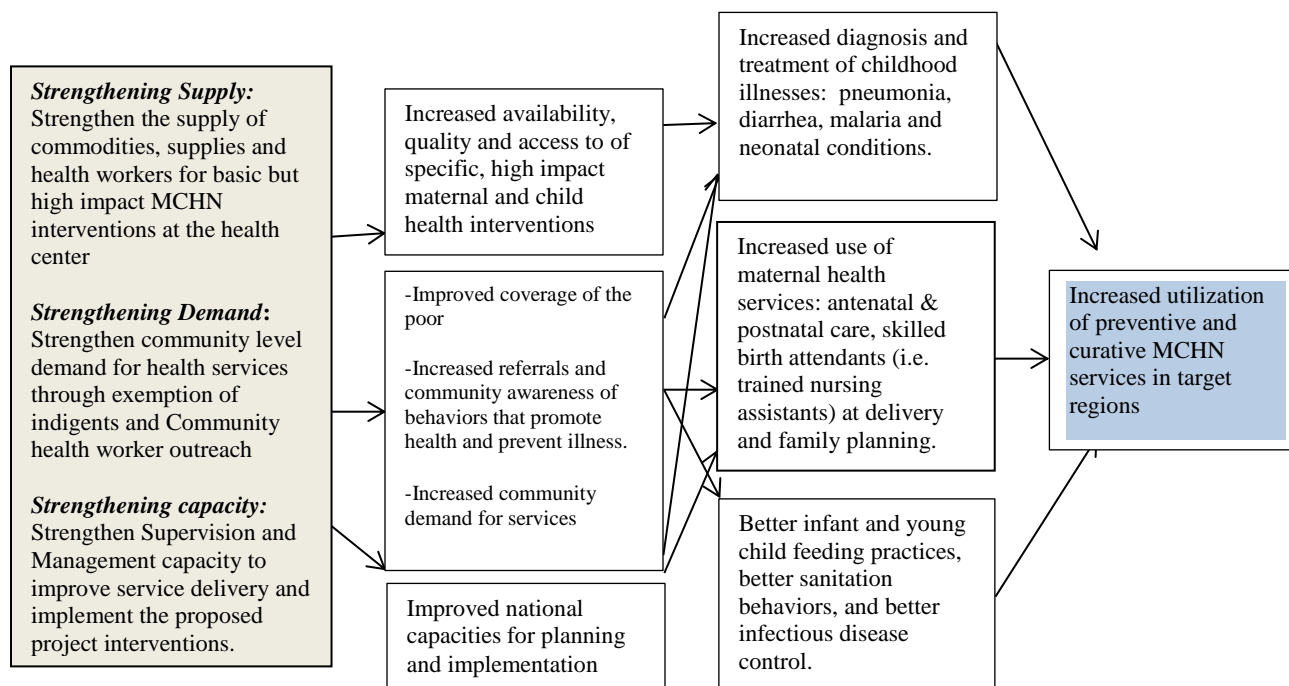 Strengthening Supply:
Strengthen the supply of
commodities, supplies and
health workers for basic but
high impact MCHN
interventions at the health
center
Strengthening Demand:
Strengthen community level
demand for health services
through exemption of
indigents and Community
health worker outreach
Strengthening capacity:
Strengthen Supervision and
Management capacity to
improve service delivery and
implement the proposed
project interventions.
Increased availability,
quality and access to of
specific, high impact
maternal and child
health interventions
-Improved coverage of the
poor
-Increased referrals and
community awareness of
behaviors that promote
health and prevent illness.
-Increased community
demand for services
Improved national
capacities for planning
and implementation
Increased diagnosis and
treatment of childhood
illnesses:  pneumonia,
diarrhea, malaria and
neonatal conditions.
Increased use of
maternal health
services: antenatal &
postnatal care, skilled
birth attendants (i.e.
trained nursing
assistants) at delivery
and family planning.
Better infant and young
child feeding practices,
better sanitation
behaviors, and better
infectious disease
control.
Increased utilization
of preventive and
curative MCHN
services in target
regions